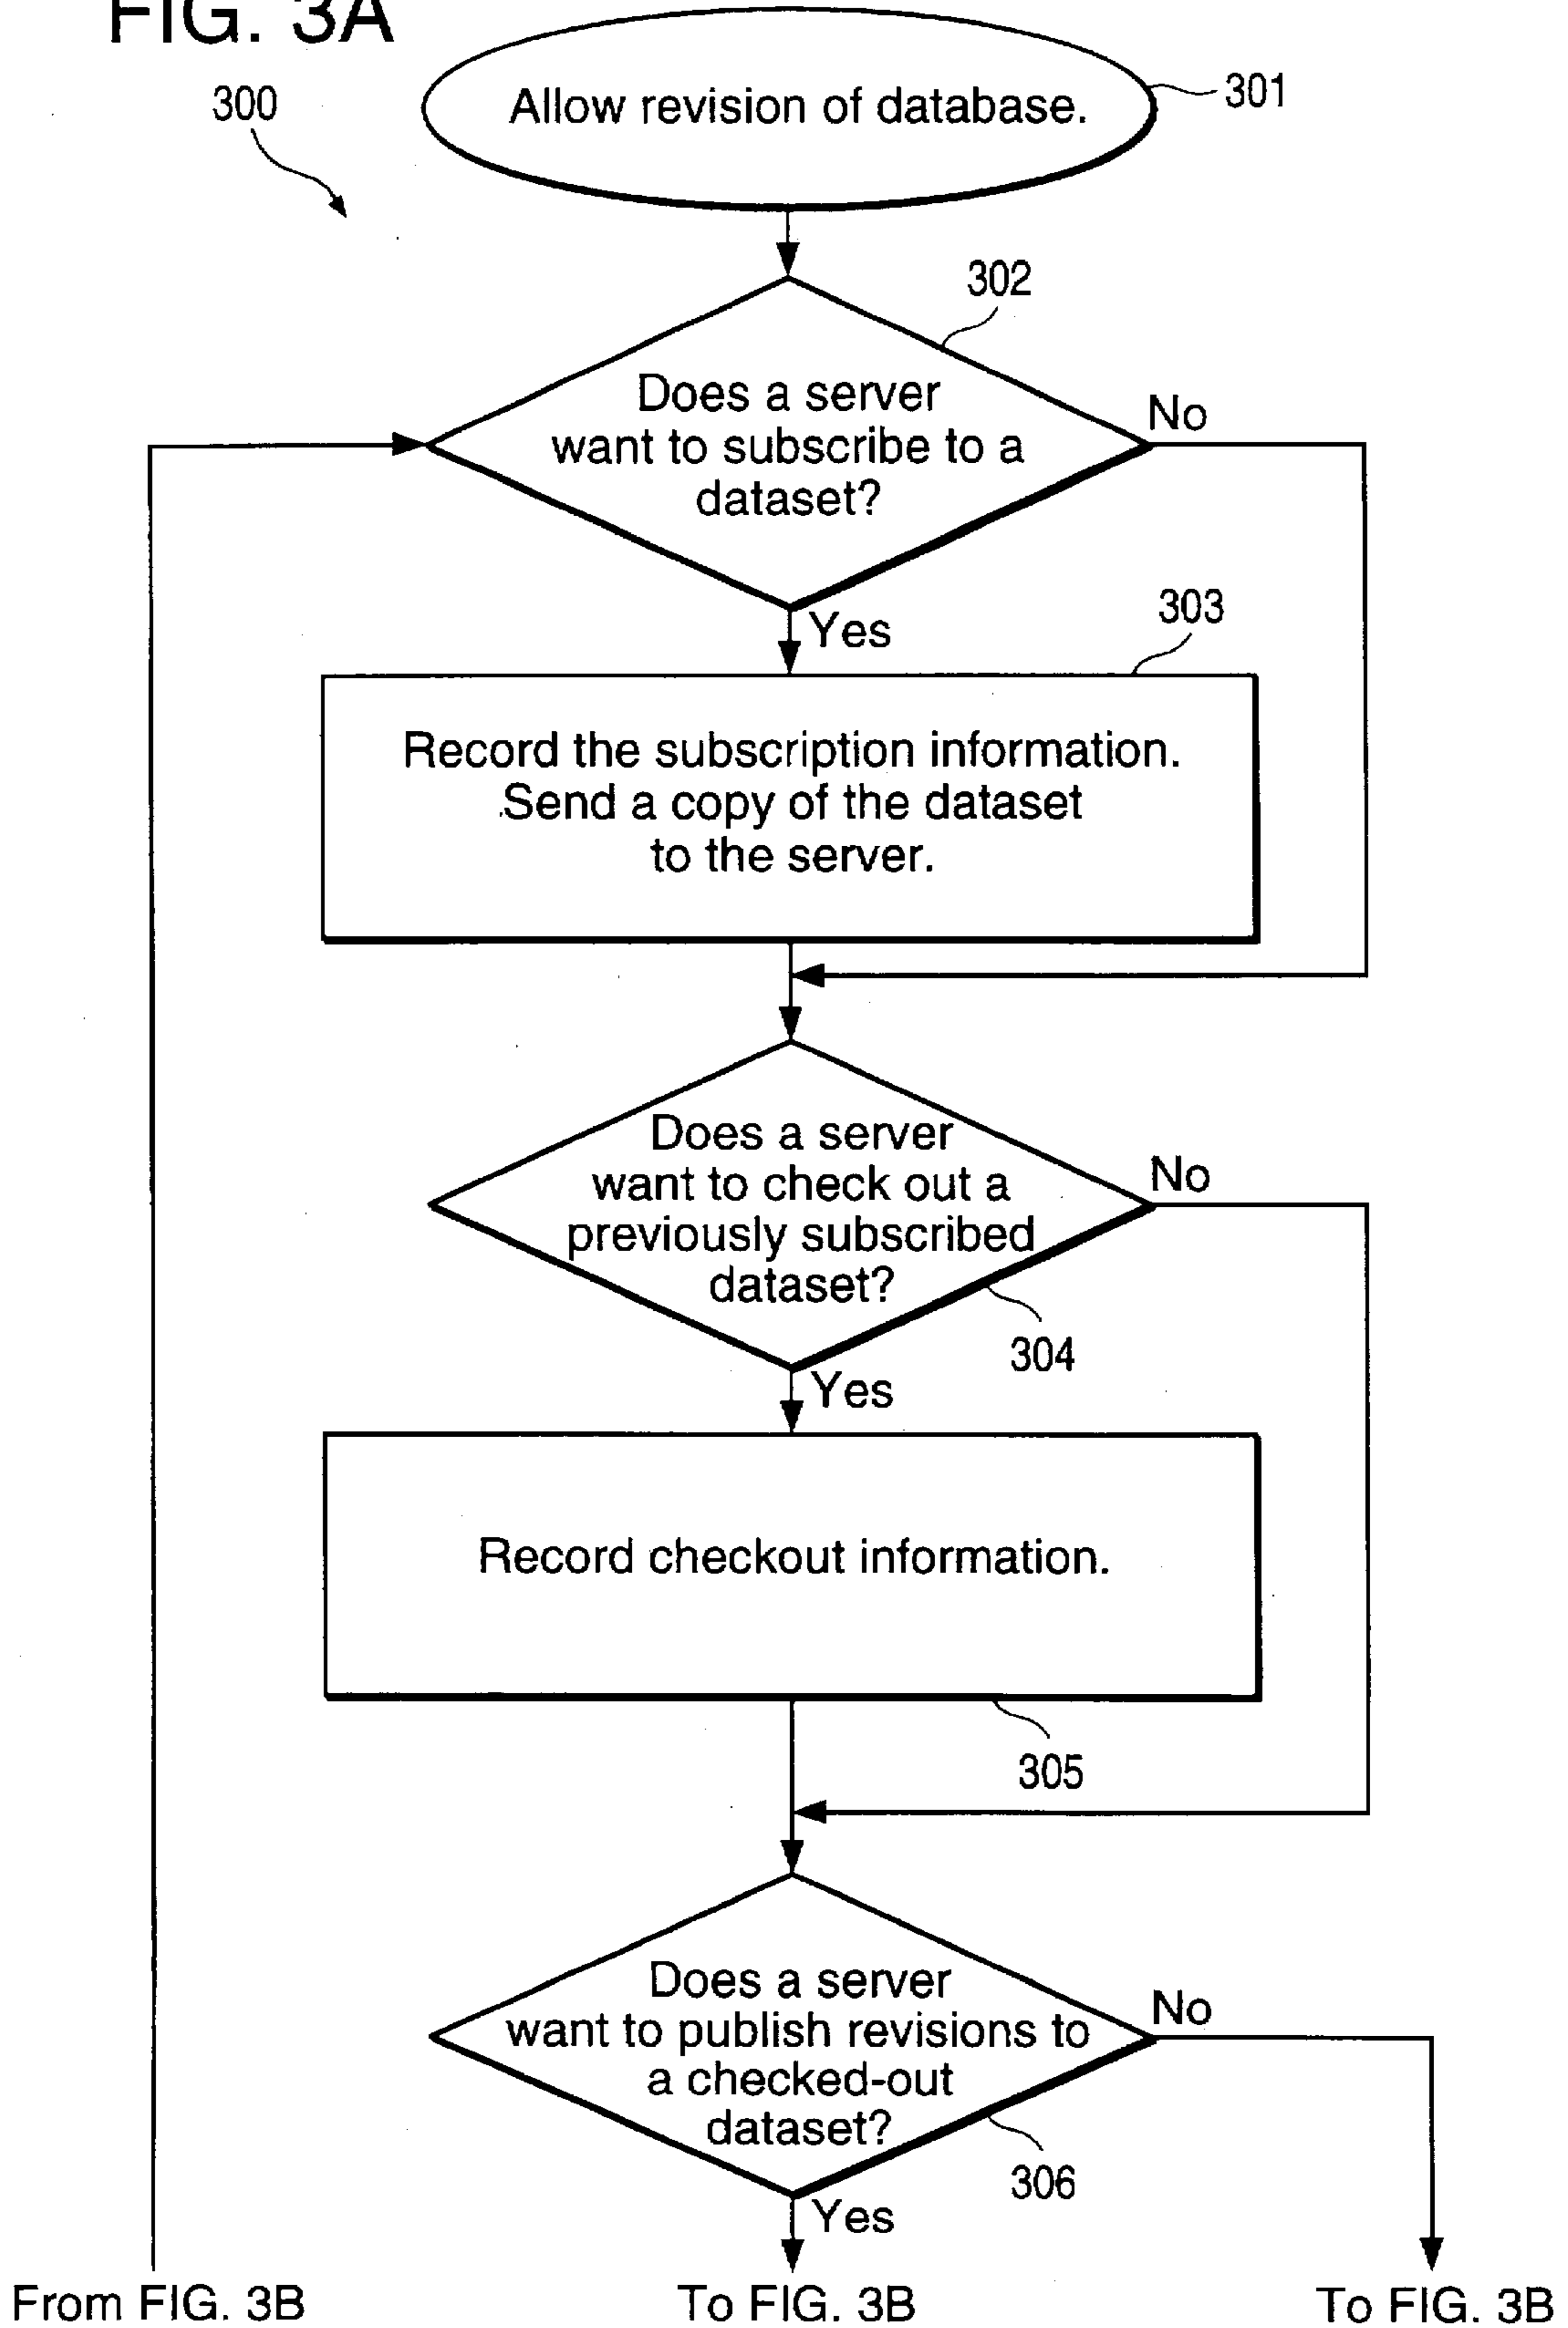 FIG. 3A
300
Allow revision of database.
301
302
Does a server
want to subscribe to a
dataset?
No
Yes
303
Record the subscription information.
Send a copy of the dataset
to the server.
Does a server
want to check out a
previously subscribed
dataset?
No
304
Yes
Record checkout information.
305
Does a server
want to publish revisions to
a checked-out
dataset?
No
306
Yes
From FIG. 3B
To FIG. 3B
To FIG. 3B